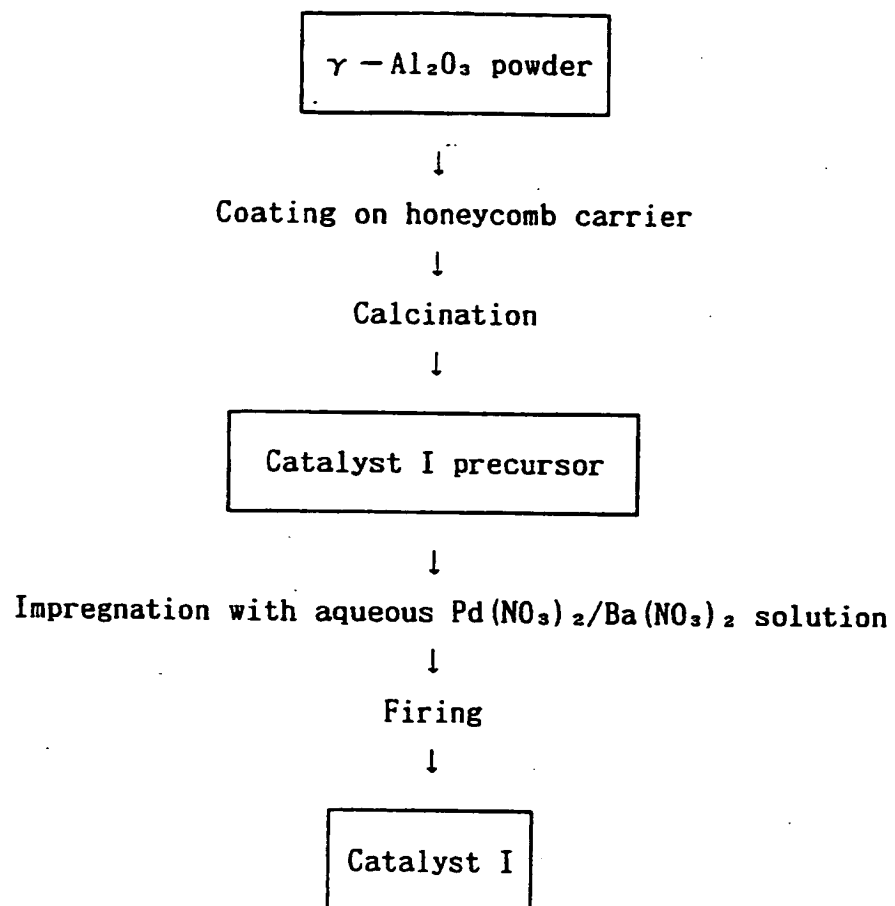 γ－Al₂O₃ powder
↓
Coating on honeycomb carrier
↓
Calcination
↓
Catalyst I precursor
↓
Impregnation with aqueous Pd(NO₃)₂/Ba(NO₃)₂ solution
↓
Firing
↓
Catalyst I